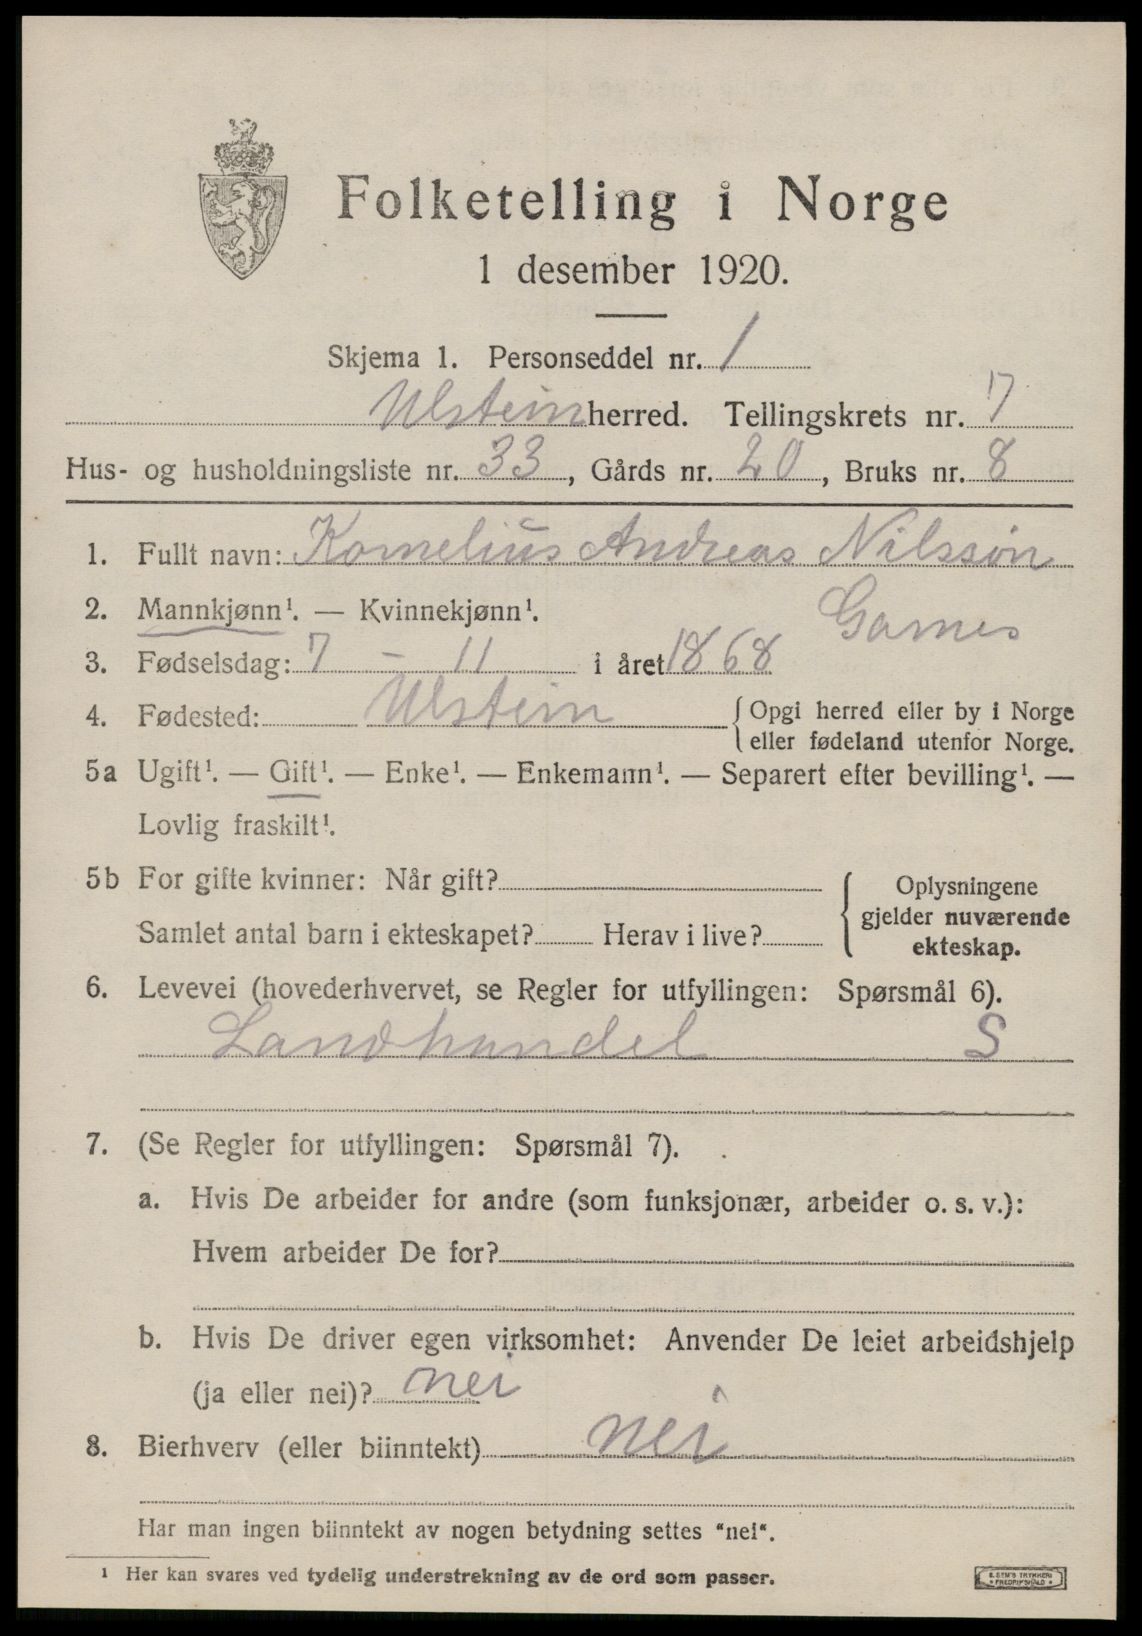 Folketelling i Norge
1 desember 1920.
Skjema 1. Personseddel nr. 1
Ulstein herred. Tellingskrets nr. 7
Hus- og husholdningsliste nr. 33, Gårds nr. 20, Bruks nr. 8
1. Fullt navn: Kornelius Andreas Nilssøn
2. Mannkjønn¹. — Kvinnekjønn¹. Garnes
3. Fødselsdag: 7 - 11 i året 1868
4. Fødested: Ulstein {Opgi herred eller by i Norge
eller fødeland utenfor Norge.
5a Ugift¹. — Gift¹. — Enke¹. — Enkemann¹. — Separert efter bevilling¹. —
Lovlig fraskilt¹.
5b For gifte kvinner: Når gift? { Oplysningene
gjelder nuværende
Samlet antal barn i ekteskapet? Herav i live?
ekteskap.
6. Levevei (hovederhvervet, se Regler for utfyllingen: Spørsmål 6).
Landhandel S
7. (Se Regler for utfyllingen: Spørsmål 7).
a. Hvis De arbeider for andre (som funksjonær, arbeider o. s. v.):
Hvem arbeider De for?
b. Hvis De driver egen virksomhet: Anvender De leiet arbeidshjelp
(ja eller nei)? nei
8. Bierhverv (eller biinntekt) nei
Har man ingen biinntekt av nogen betydning settes "nei".
¹ Her kan svares ved tydelig understrekning av de ord som passer.
E. SEM'S TRYKKERI
FREDRIKSHALD